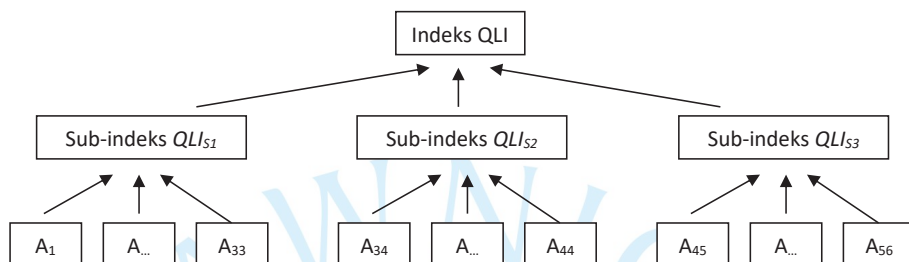 Indeks QLI
Sub-indeks QLIS1 Sub-indeks QLIS2 Sub-indeks QLIS3
A1 A... A33 A34 A... A44 A45 A... A56